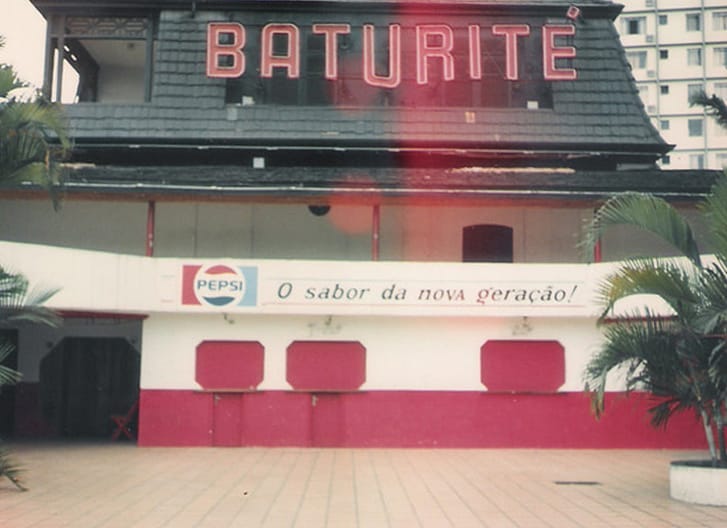 BATURITÉ
PEPSI O sabor da nova geração!